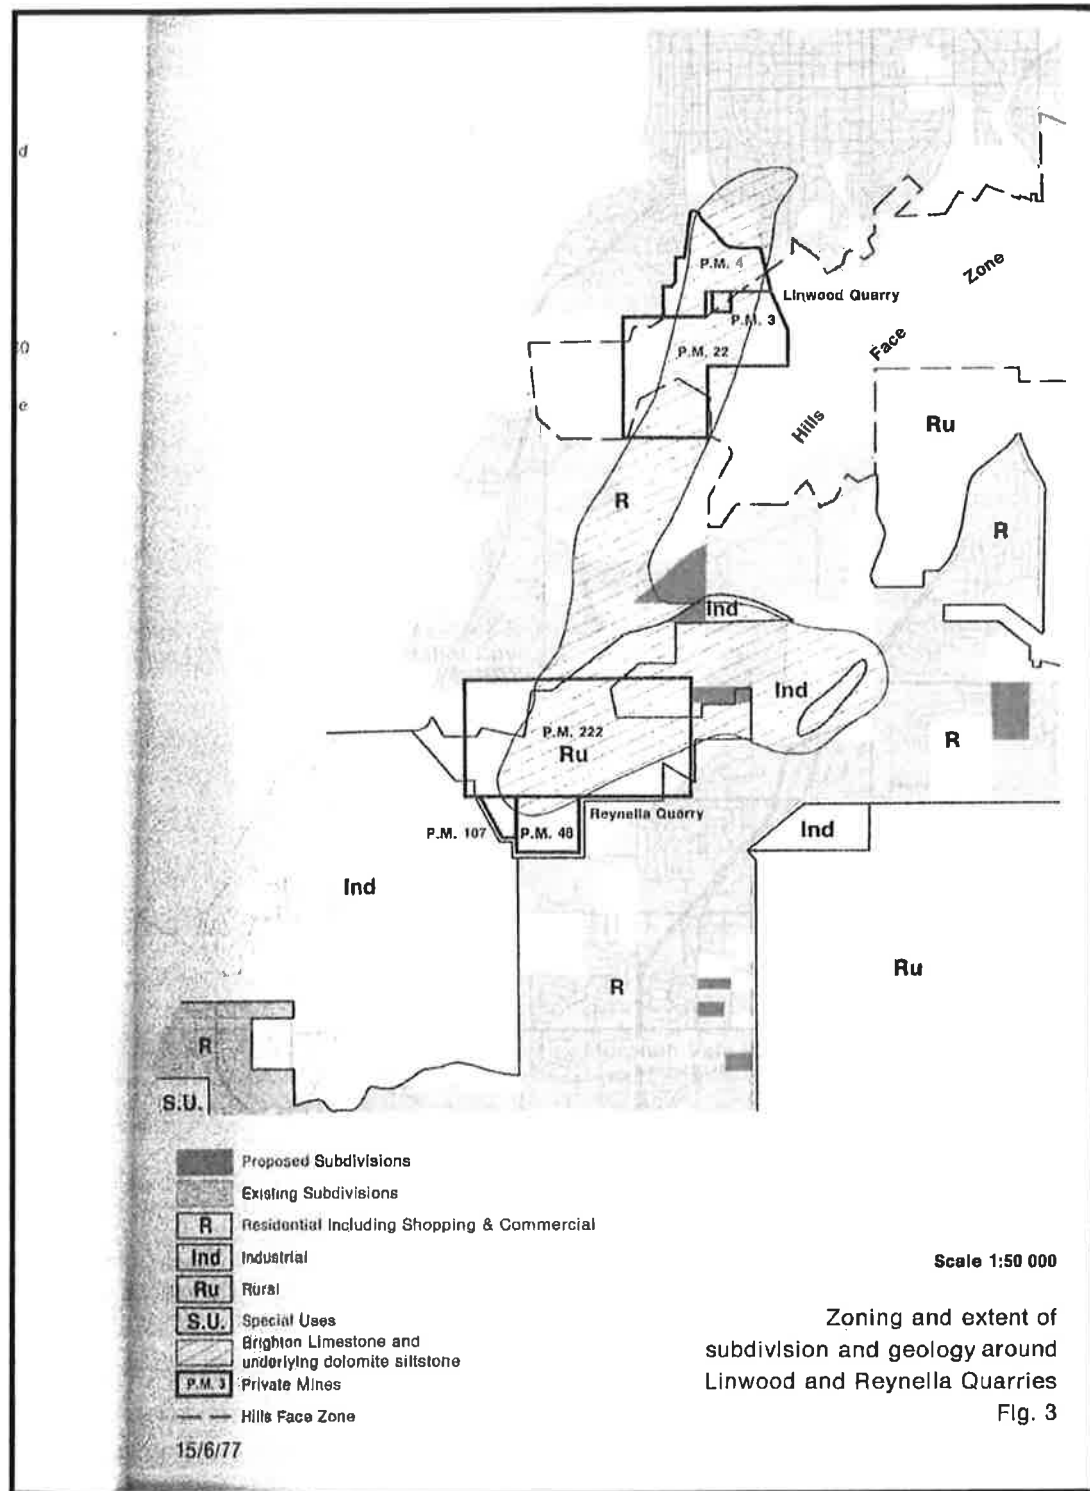 d
e
Zone
P.M. 4
Linwood Quarry
P.M. 3
Face
P.M. 22
Hills
Ru
R
R
Ind
Ind
P.M. 222
Ru
R
Reynella Quarry
P.M. 107
P.M. 48
Ind
Ind
Ru
R
R
S.U.
Proposed Subdivisions
Existing Subdivisions
R Residential Including Shopping & Commercial
Ind Industrial
Ru Rural
S.U. Special Uses
Brighton Limestone and
underlying dolomite siltstone
P.M. 3 Private Mines
Hills Face Zone
15/6/77
Scale 1:50 000
Zoning and extent of
subdivision and geology around
Linwood and Reynella Quarries
Fig. 3